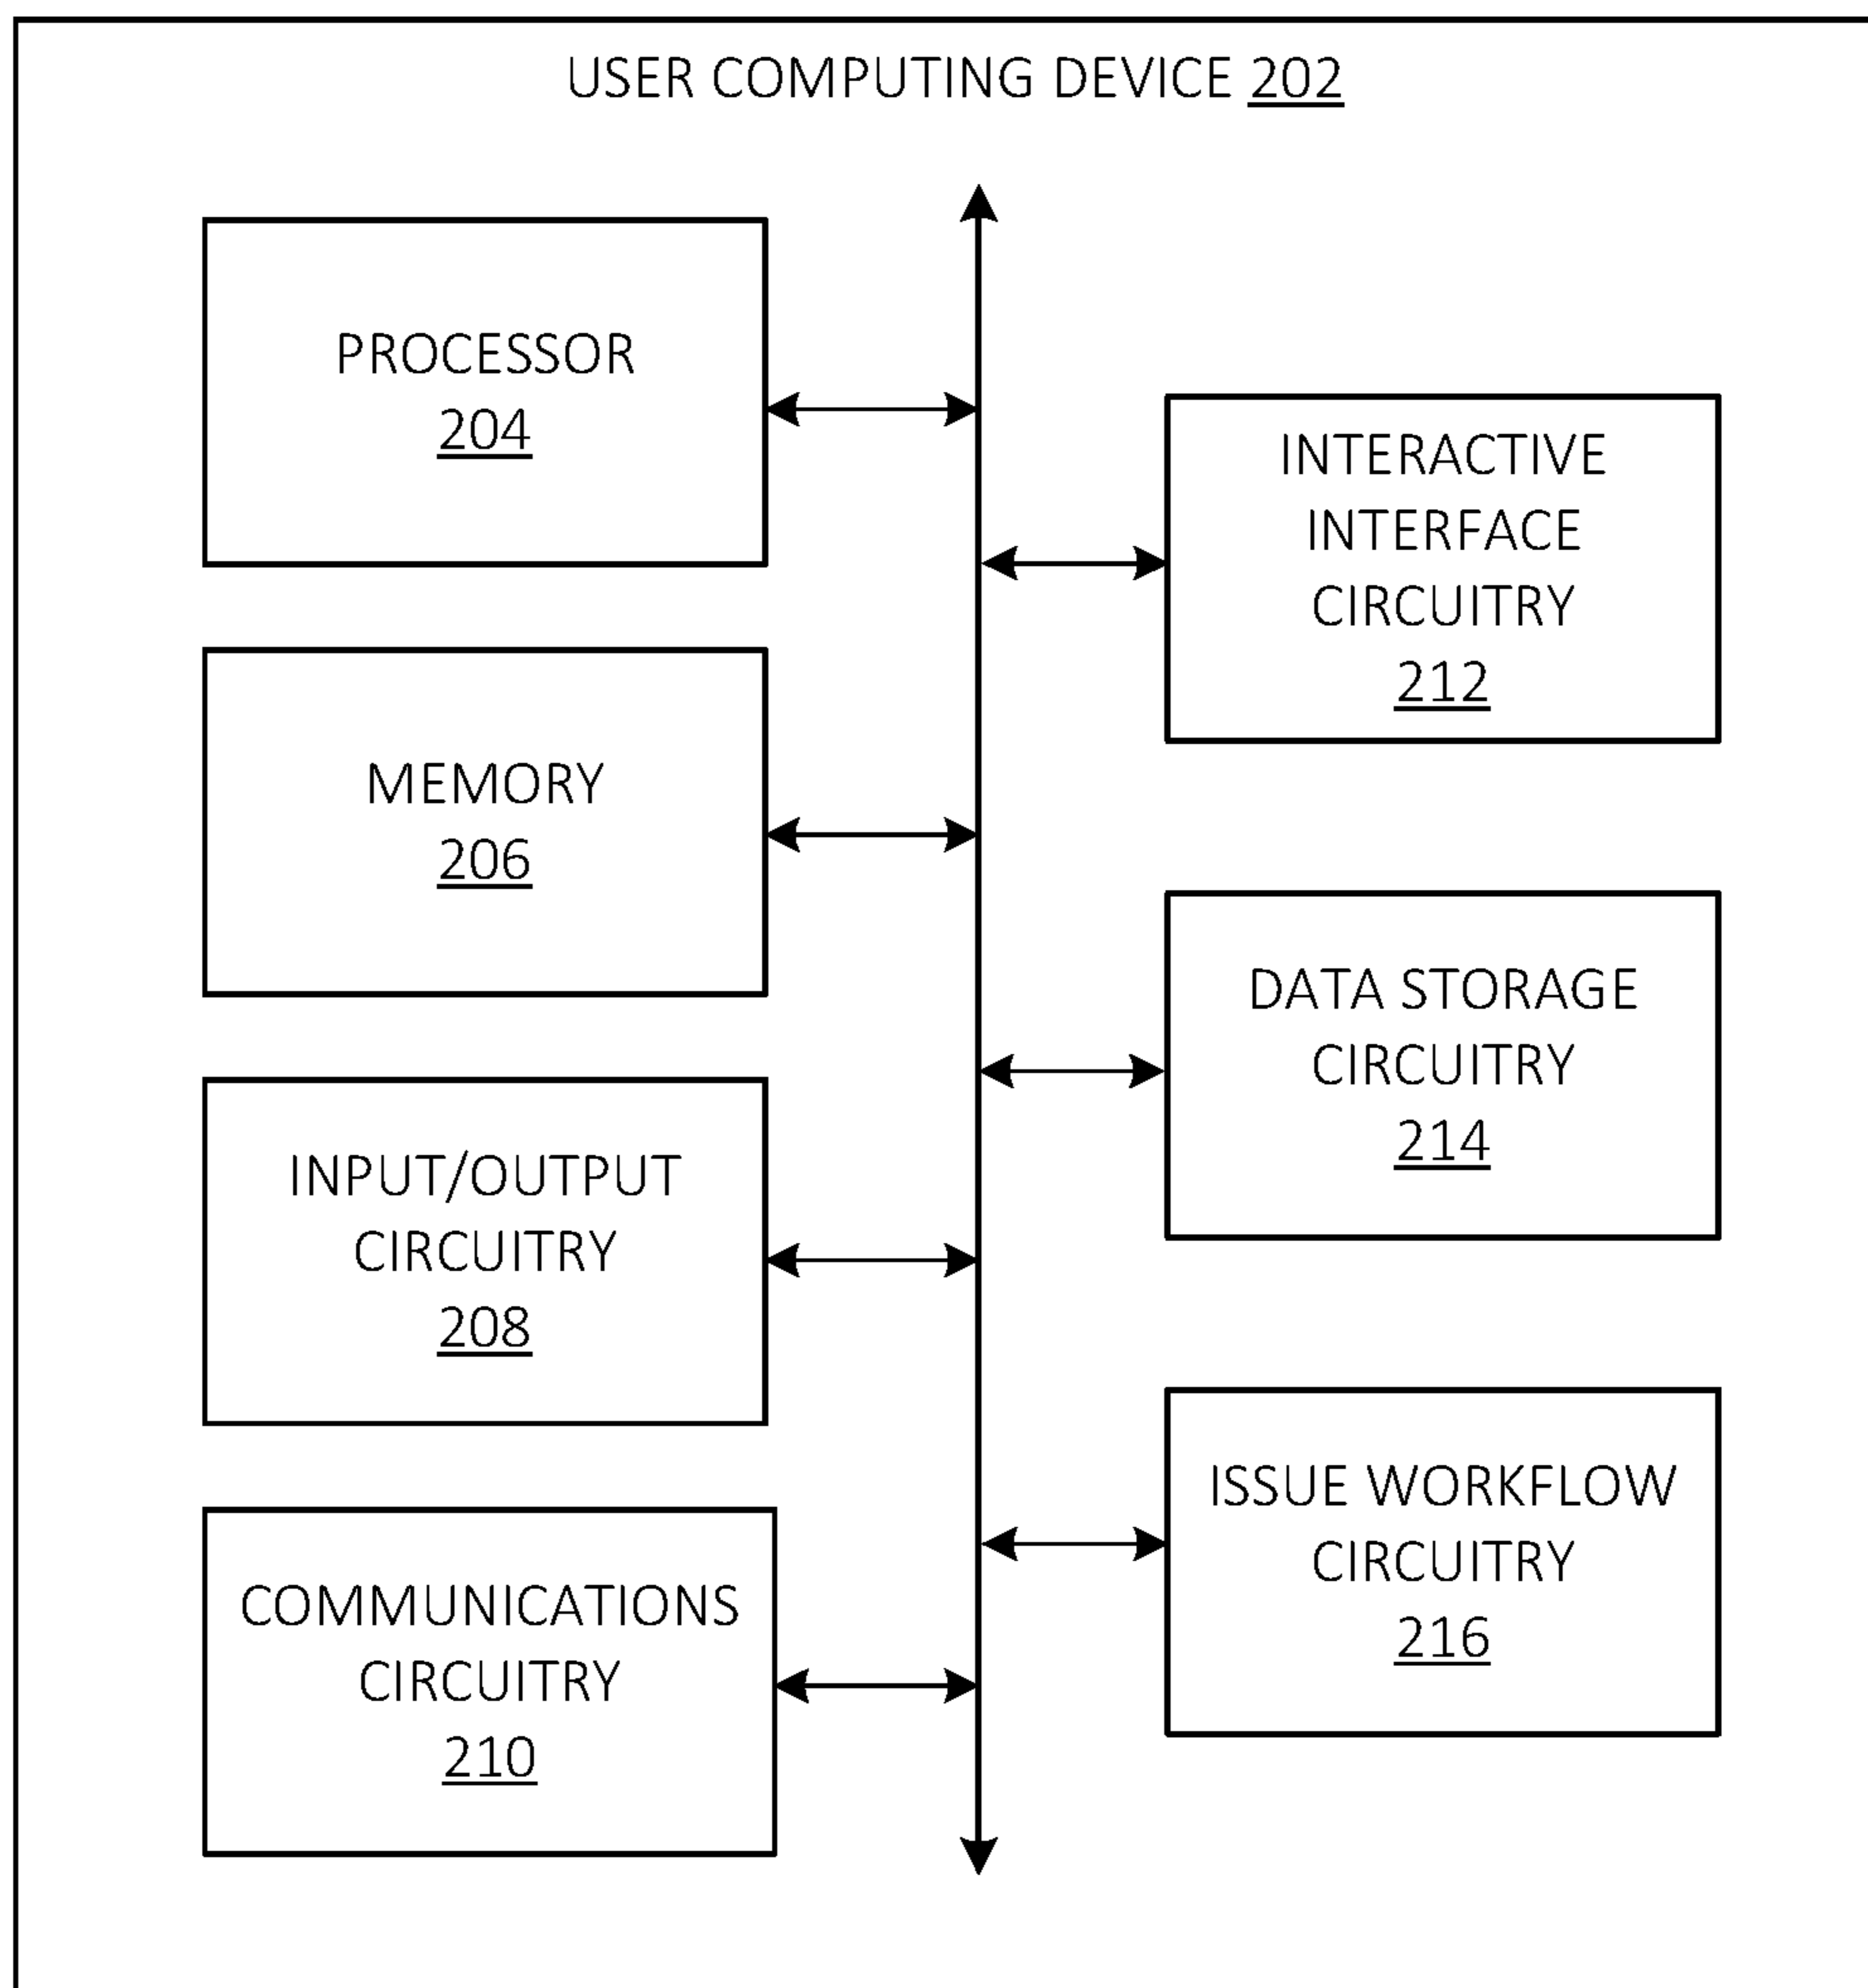 USER COMPUTING DEVICE 202
PROCESSOR
204
MEMORY
206
INPUT/OUTPUT
CIRCUITRY
208
COMMUNICATIONS
CIRCUITRY
210
INTERACTIVE
INTERFACE
CIRCUITRY
212
DATA STORAGE
CIRCUITRY
214
ISSUE WORKFLOW
CIRCUITRY
216